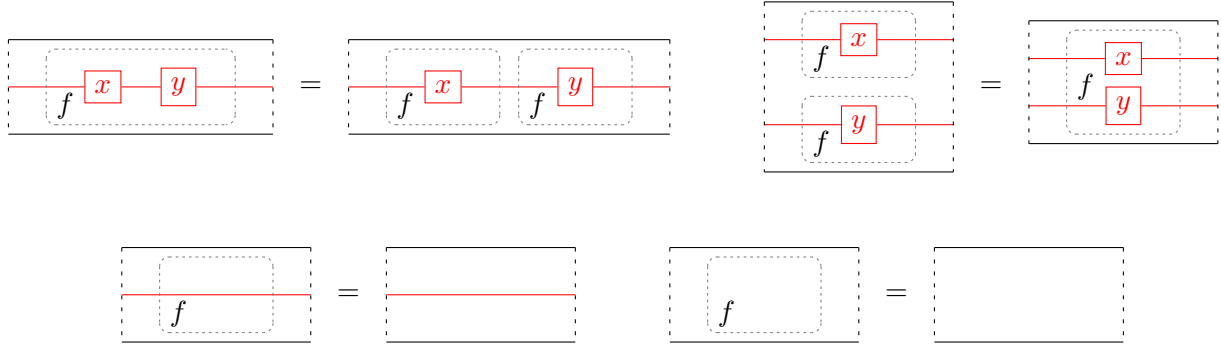 f x y = f x f y
f x f y = f x y
f = f =